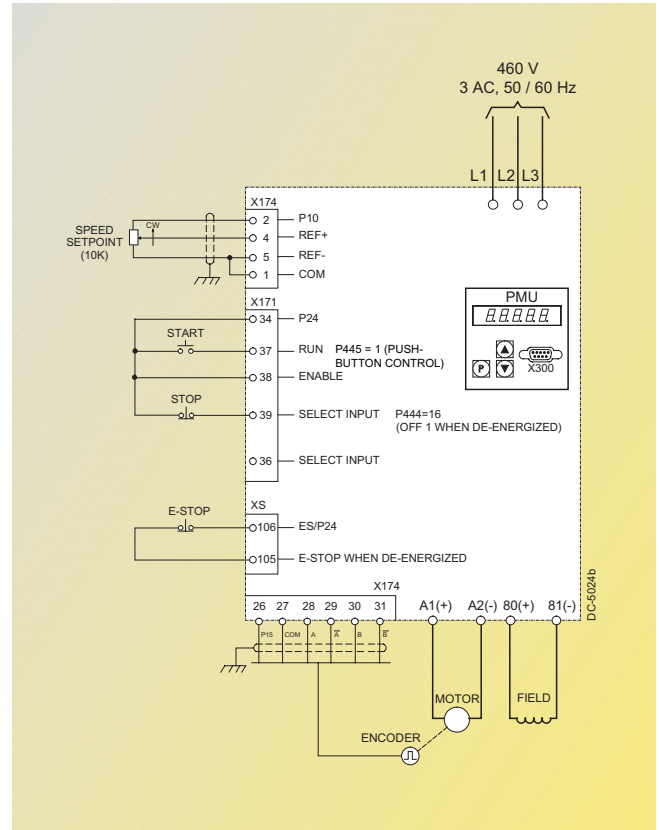 460 V
3 AC, 50 / 60 Hz
L1 L2 L3
X174
2 P10
CW
SPEED
SETPOINT
(10K)
4 REF+
5 REF-
1 COM
X171
34 P24
START
37 RUN P445 = 1 (PUSH-
BUTTON CONTROL)
38 ENABLE
STOP
39 SELECT INPUT P444=16
(OFF 1 WHEN DE-ENERGIZED)
36 SELECT INPUT
PMU
8.8.8.8.8
P
X300
XS
E-STOP
106 ES/P24
105 E-STOP WHEN DE-ENERGIZED
X174
26 27 28 29 30 31
A1(+) A2(-) 80(+) 81(-)
P15 COM A A̅ B B̅
DC-5024b
MOTOR
FIELD
ENCODER